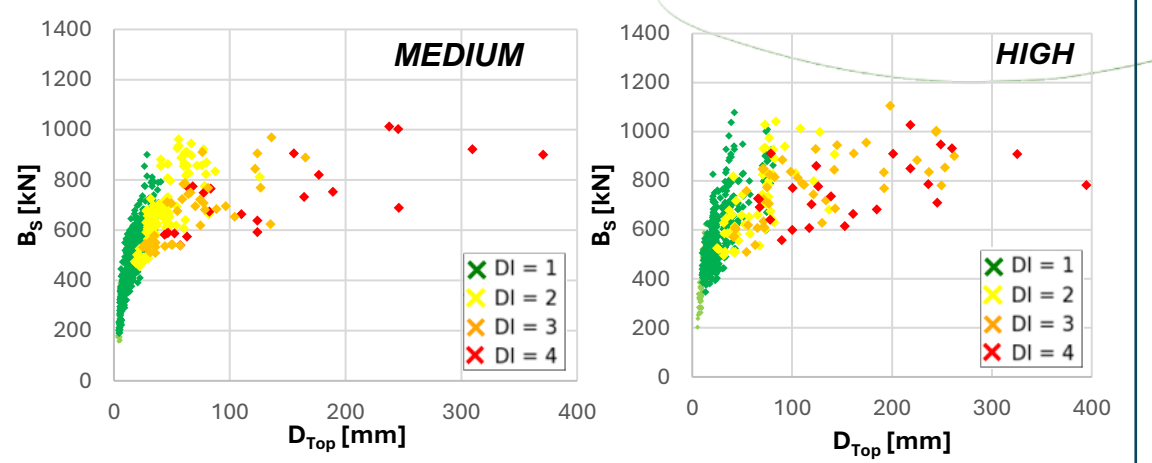 MEDIUM
1400
1200
1000
800
600
400
200
0
0 100 200 300 400
B_S [kN]
D_Top [mm]
DI = 1
DI = 2
DI = 3
DI = 4
HIGH
1400
1200
1000
800
600
400
200
0
0 100 200 300 400
B_S [kN]
D_Top [mm]
DI = 1
DI = 2
DI = 3
DI = 4